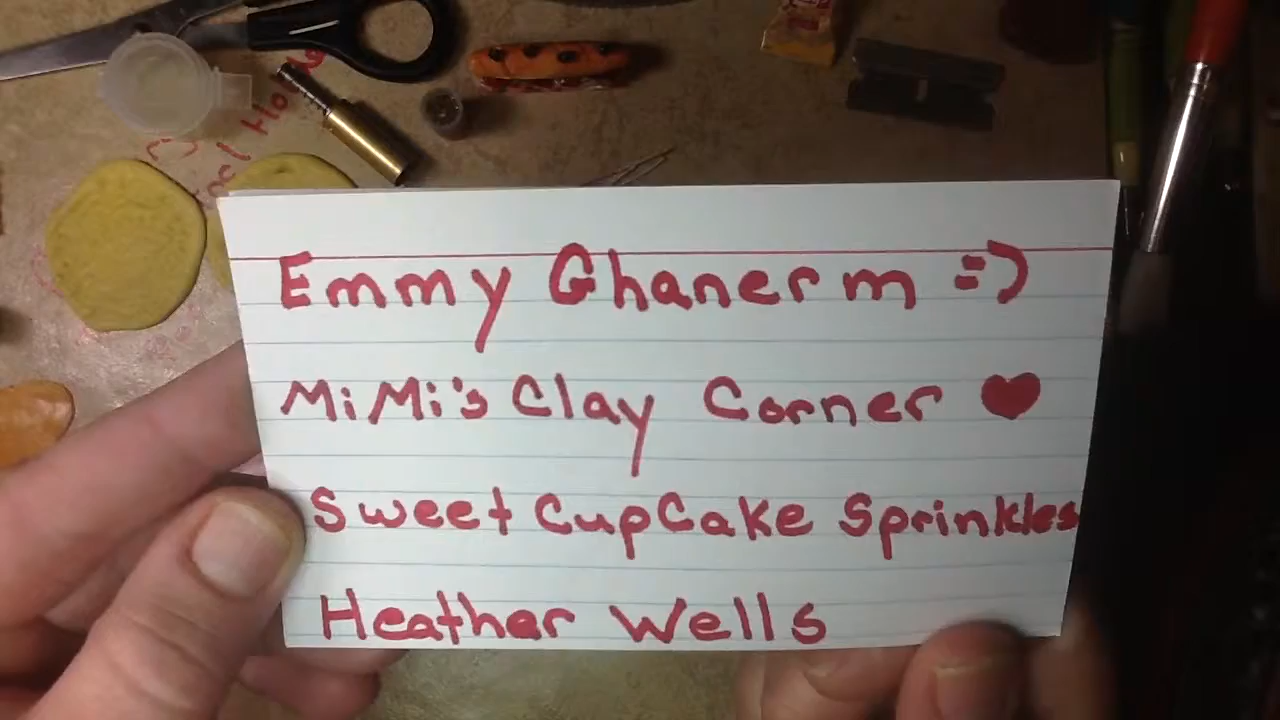 Emmy Ghanerm =)
MiMi's Clay Corner ♥
Sweet CupCake Sprinkles
Heather Wells